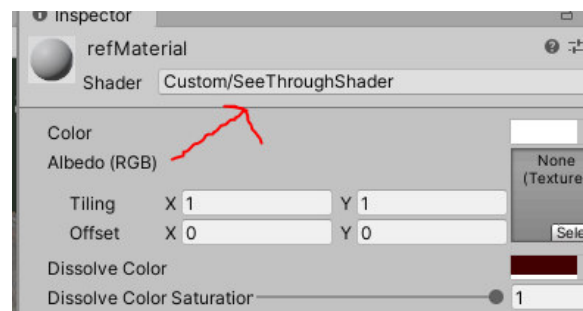 Inspector
refMaterial
Shader Custom/SeeThroughShader
Color
Albedo (RGB)
None
(Texture
Tiling X 1 Y 1
Offset X 0 Y 0
Sele
Dissolve Color
Dissolve Color Saturation 1